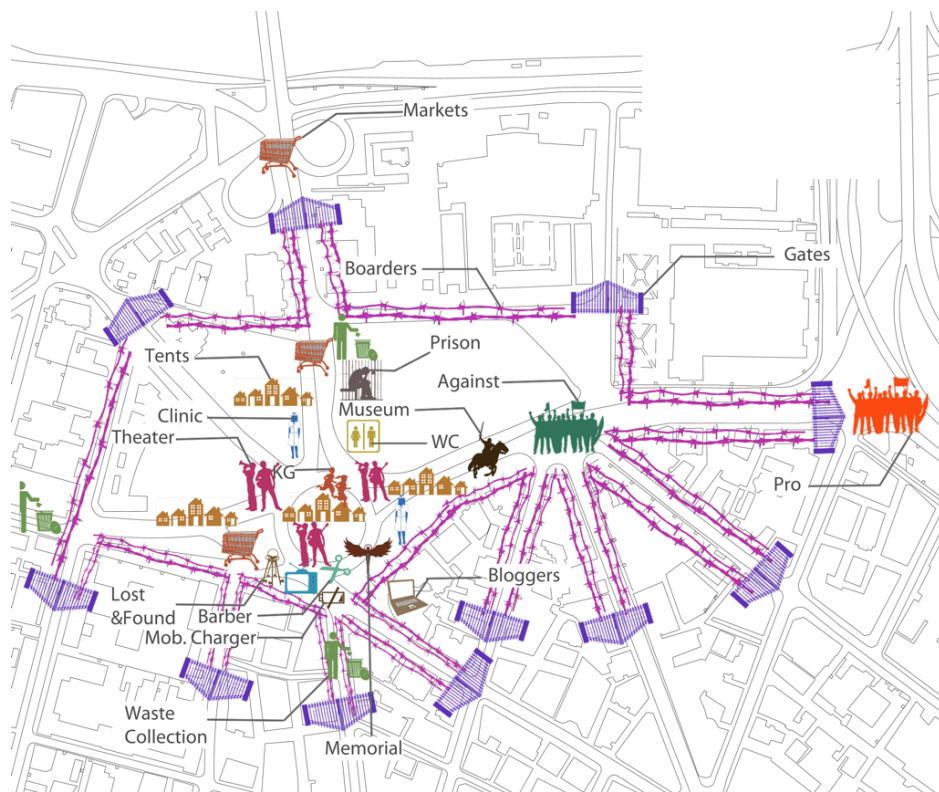 Markets
Boarders
Gates
Prison
Tents
Against
Clinic
Museum
Theater
WC
KG
Pro
Bloggers
Lost
&Found
Barber
Mob. Charger
Waste
Collection
Memorial